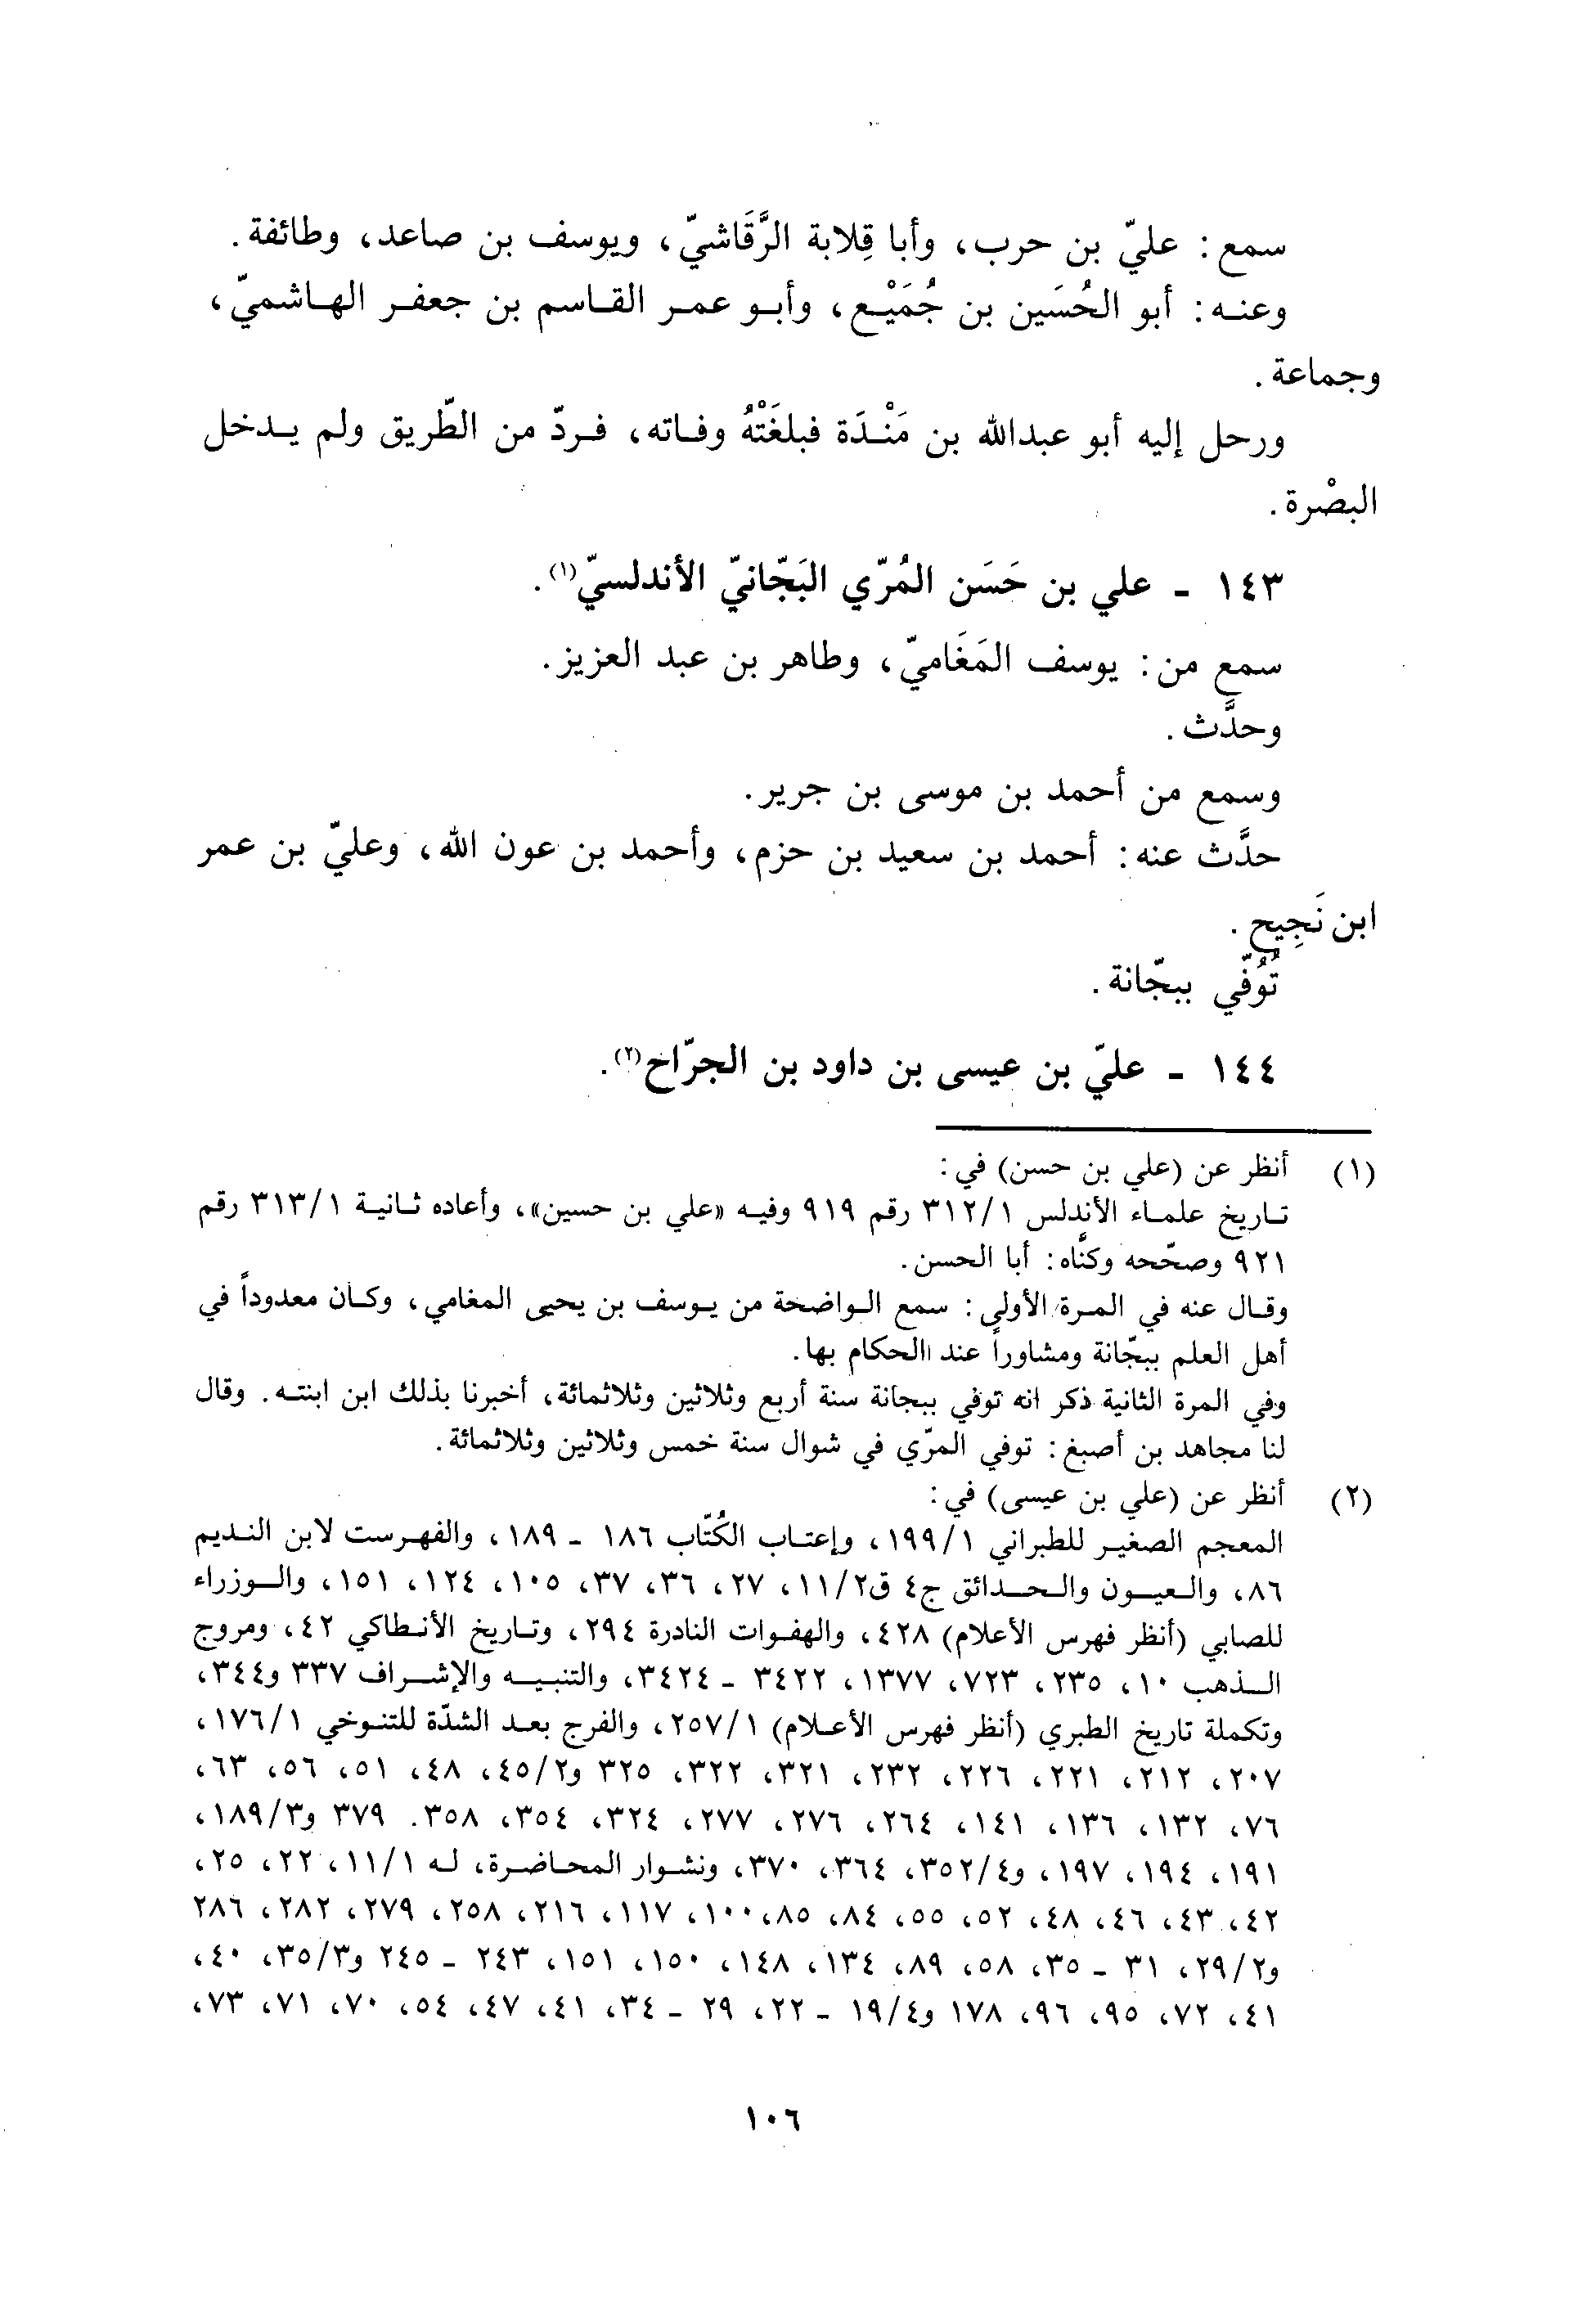 سمع: عليّ بن حرب، وأبا قِلابة الرَّقَاشيّ، ويوسف بن صاعد، وطائفة.
وعنه: أبو الحُسَين بن جُمَيْع، وأبو عمر القاسم بن جعفر الهاشميّ،
وجماعة.
ورحل إليه أبو عبدالله بن مَنْدَة فبلغَتْهُ وفاته، فردّ من الطّريق ولم يدخل
البصْرة.
١٤٣ - علي بن حَسَن المُرّي البَجّانيّ الأندلسيّ(١).
سمع من: يوسف المَغَاميّ، وطاهر بن عبد العزيز.
وحدَّث.
وسمع من أحمد بن موسى بن جرير.
حدَّث عنه: أحمد بن سعيد بن حزم، وأحمد بن عون الله، وعليّ بن عمر
ابن نَجِيح.
تُوُفّي ببجّانة.
١٤٤ - عليّ بن عيسى بن داود بن الجرّاح(٢).
(١) أنظر عن (علي بن حسن) في:
تاريخ علماء الأندلس ٣١٢/١ رقم ٩١٩ وفيه «علي بن حسين»، وأعاده ثانية ٣١٣/١ رقم
٩٢١ وصحّحه وكنَّاه: أبا الحسن.
وقال عنه في المرة الأولى: سمع الواضحة من يوسف بن يحيى المغامي، وكان معدوداً في
أهل العلم ببجّانة ومشاوراً عند الحكام بها.
وفي المرة الثانية ذكر انه توفي ببجانة سنة أربع وثلاثين وثلاثمائة، أخبرنا بذلك ابن ابنته. وقال
لنا مجاهد بن أصبغ: توفي المرّي في شوال سنة خمس وثلاثين وثلاثمائة.
(٢) أنظر عن (علي بن عيسى) في:
المعجم الصغير للطبراني ١٩٩/١، وإعتاب الكُتّاب ١٨٦ - ١٨٩، والفهرست لابن النديم
٨٦، والعيون والحدائق ج٤ ق١١/٢، ٢٧، ٣٦، ٣٧، ١٠٥، ١٢٤، ١٥١، والوزراء
للصابي (أنظر فهرس الأعلام) ٤٢٨، والهفوات النادرة ٢٩٤، وتاريخ الأنطاكي ٤٢، ومروج
الذهب ١٠، ٢٣٥، ٧٢٣، ١٣٧٧، ٣٤٢٢ - ٣٤٢٤، والتنبيه والإشراف ٣٣٧ و٣٤٤،
وتكملة تاريخ الطبري (أنظر فهرس الأعلام) ٢٥٧/١، والفرج بعد الشدّة للتنوخي ١٧٦/١،
٢٠٧، ٢١٢، ٢٢١، ٢٢٦، ٢٣٢، ٣٢١، ٣٢٢، ٣٢٥ و٤٥/٢، ٤٨، ٥١، ٥٦، ٦٣،
٧٦، ١٣٢، ١٣٦، ١٤١، ٢٦٤، ٢٧٦، ٢٧٧، ٣٢٤، ٣٥٤، ٣٥٨. ٣٧٩ و١٨٩/٣،
١٩١، ١٩٤، ١٩٧، و٣٥٢/٤، ٣٦٤، ٣٧٠، ونشوار المحاضرة، له ١١/١، ٢٢، ٢٥،
٤٢، ٤٣، ٤٦، ٤٨، ٥٢، ٥٥، ٨٤، ٨٥،١٠٠، ١١٧، ٢١٦، ٢٥٨، ٢٧٩، ٢٨٢، ٢٨٦
و٢٩/٢، ٣١ - ٣٥، ٥٨، ٨٩، ١٣٤، ١٤٨، ١٥٠، ١٥١، ٢٤٣ - ٢٤٥ و٣٥/٣، ٤٠،
٤١، ٧٢، ٩٥، ٩٦، ١٧٨ و١٩/٤ - ٢٢، ٢٩ - ٣٤، ٤١، ٤٧، ٥٤، ٧٠، ٧١، ٧٣،
١٠٦